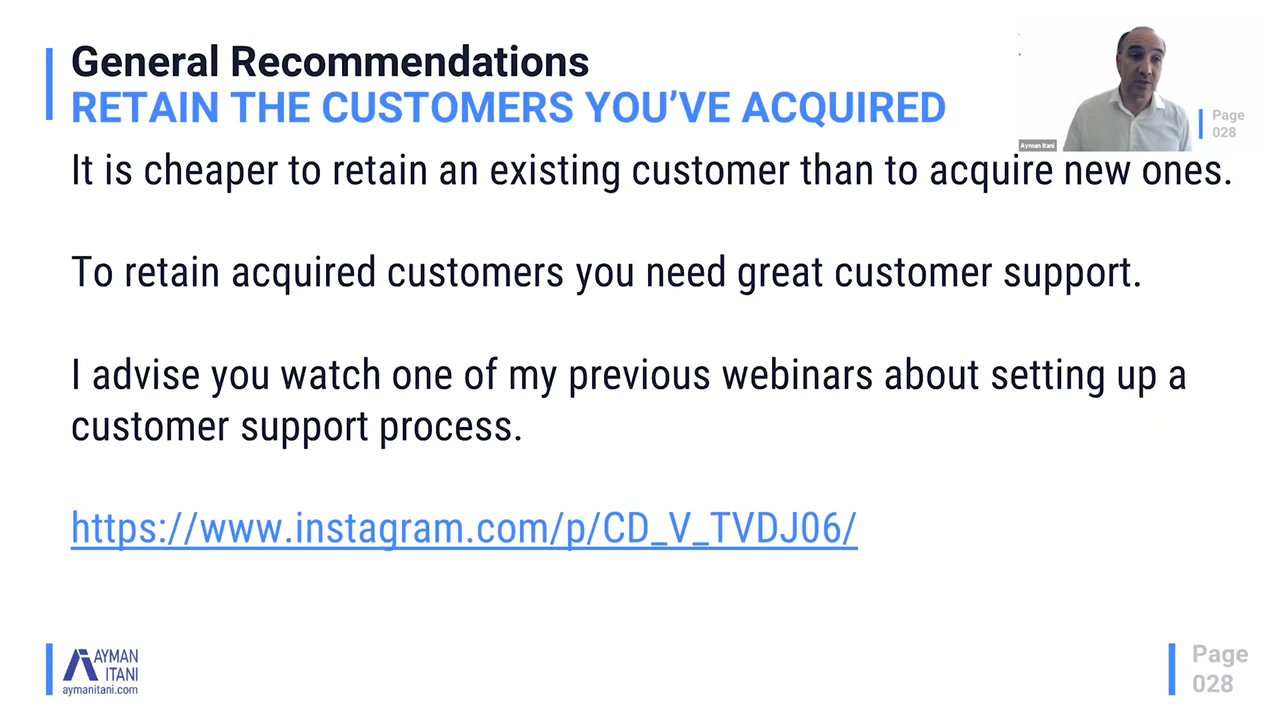 General Recommendations
RETAIN THE CUSTOMERS YOU'VE ACQUIRED
Page
028
Ayman Itani
It is cheaper to retain an existing customer than to acquire new ones.
To retain acquired customers you need great customer support.
I advise you watch one of my previous webinars about setting up a
customer support process.
https://www.instagram.com/p/CD_V_TVDJ06/
AYMAN
ITANI
aymanitani.com
Page
028